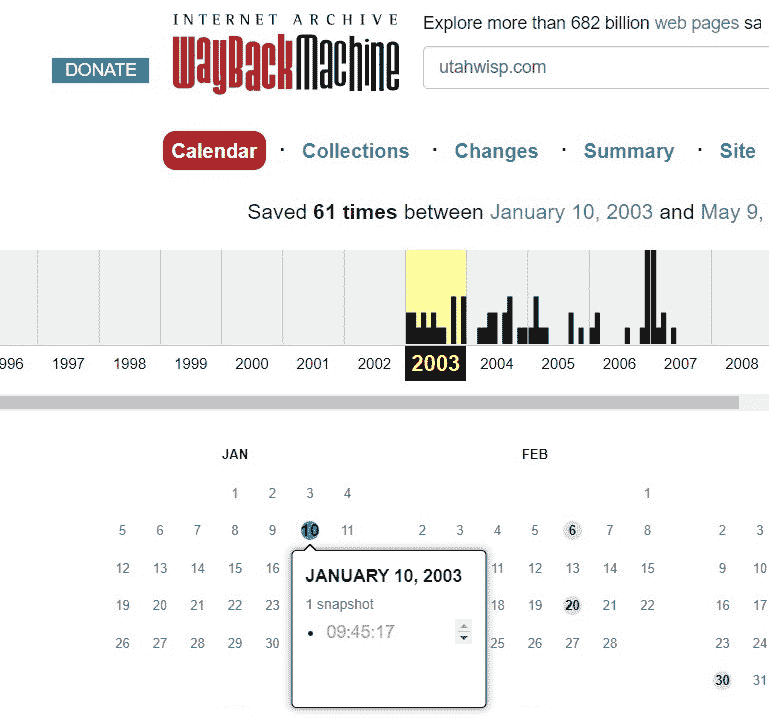 INTERNET ARCHIVE
Explore more than 682 billion web pages sa
DONATE
WayBackMachine
utahwisp.com
Calendar · Collections · Changes · Summary · Site
Saved 61 times between January 10, 2003 and May 9,
996 1997 1998 1999 2000 2001 2002 2003 2004 2005 2006 2007 2008
JAN FEB
1 2 3 4 1
5 6 7 8 9 10 11 2 3 4 5 6 7 8 2 3
12 13 14 15 16 11 12 13 14 15 9 10
19 20 21 22 23 18 19 20 21 22 16 17
26 27 28 29 30 25 26 27 28 23 24
30 31
JANUARY 10, 2003
1 snapshot
• 09:45:17